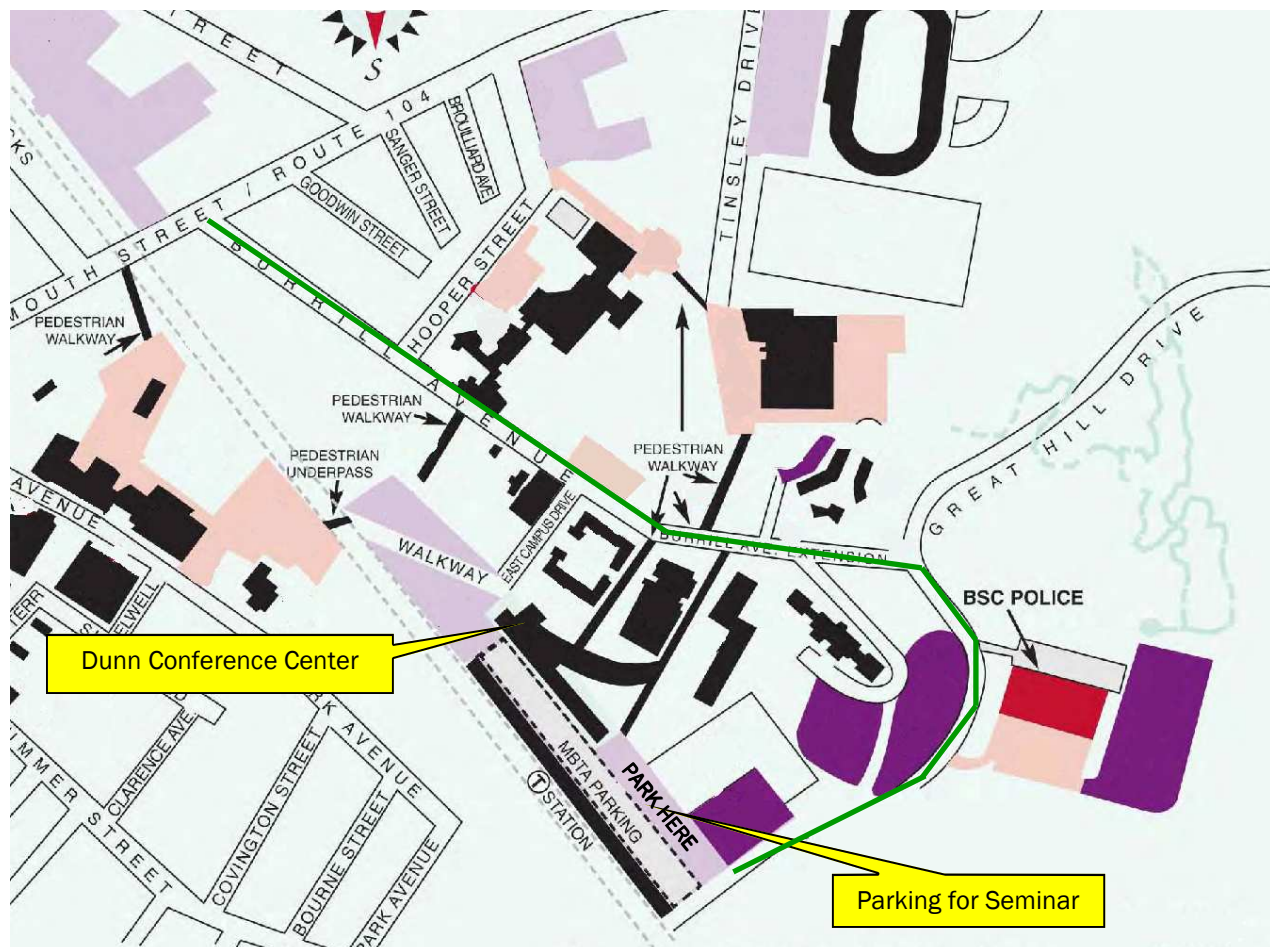 S
STREET
MOUTH STREET / ROUTE 104
TINSLEY DRIVE
BROUILLARD AVE
SANGER STREET
GOODWIN STREET
HOOPER STREET
BURRILL AVENUE
PEDESTRIAN
WALKWAY
PEDESTRIAN
WALKWAY
PEDESTRIAN
WALKWAY
PEDESTRIAN
UNDERPASS
GREAT HILL DRIVE
AVENUE
WALKWAY
EAST CAMPUS DRIVE
BURRILL AVE. EXTENSION
BSC POLICE
ELWELL
Dunn Conference Center
MBTA PARKING
PARK HERE
T STATION
CLARENCE AVE.
COVINGTON STREET
BOURNE STREET
PARK AVENUE
Parking for Seminar